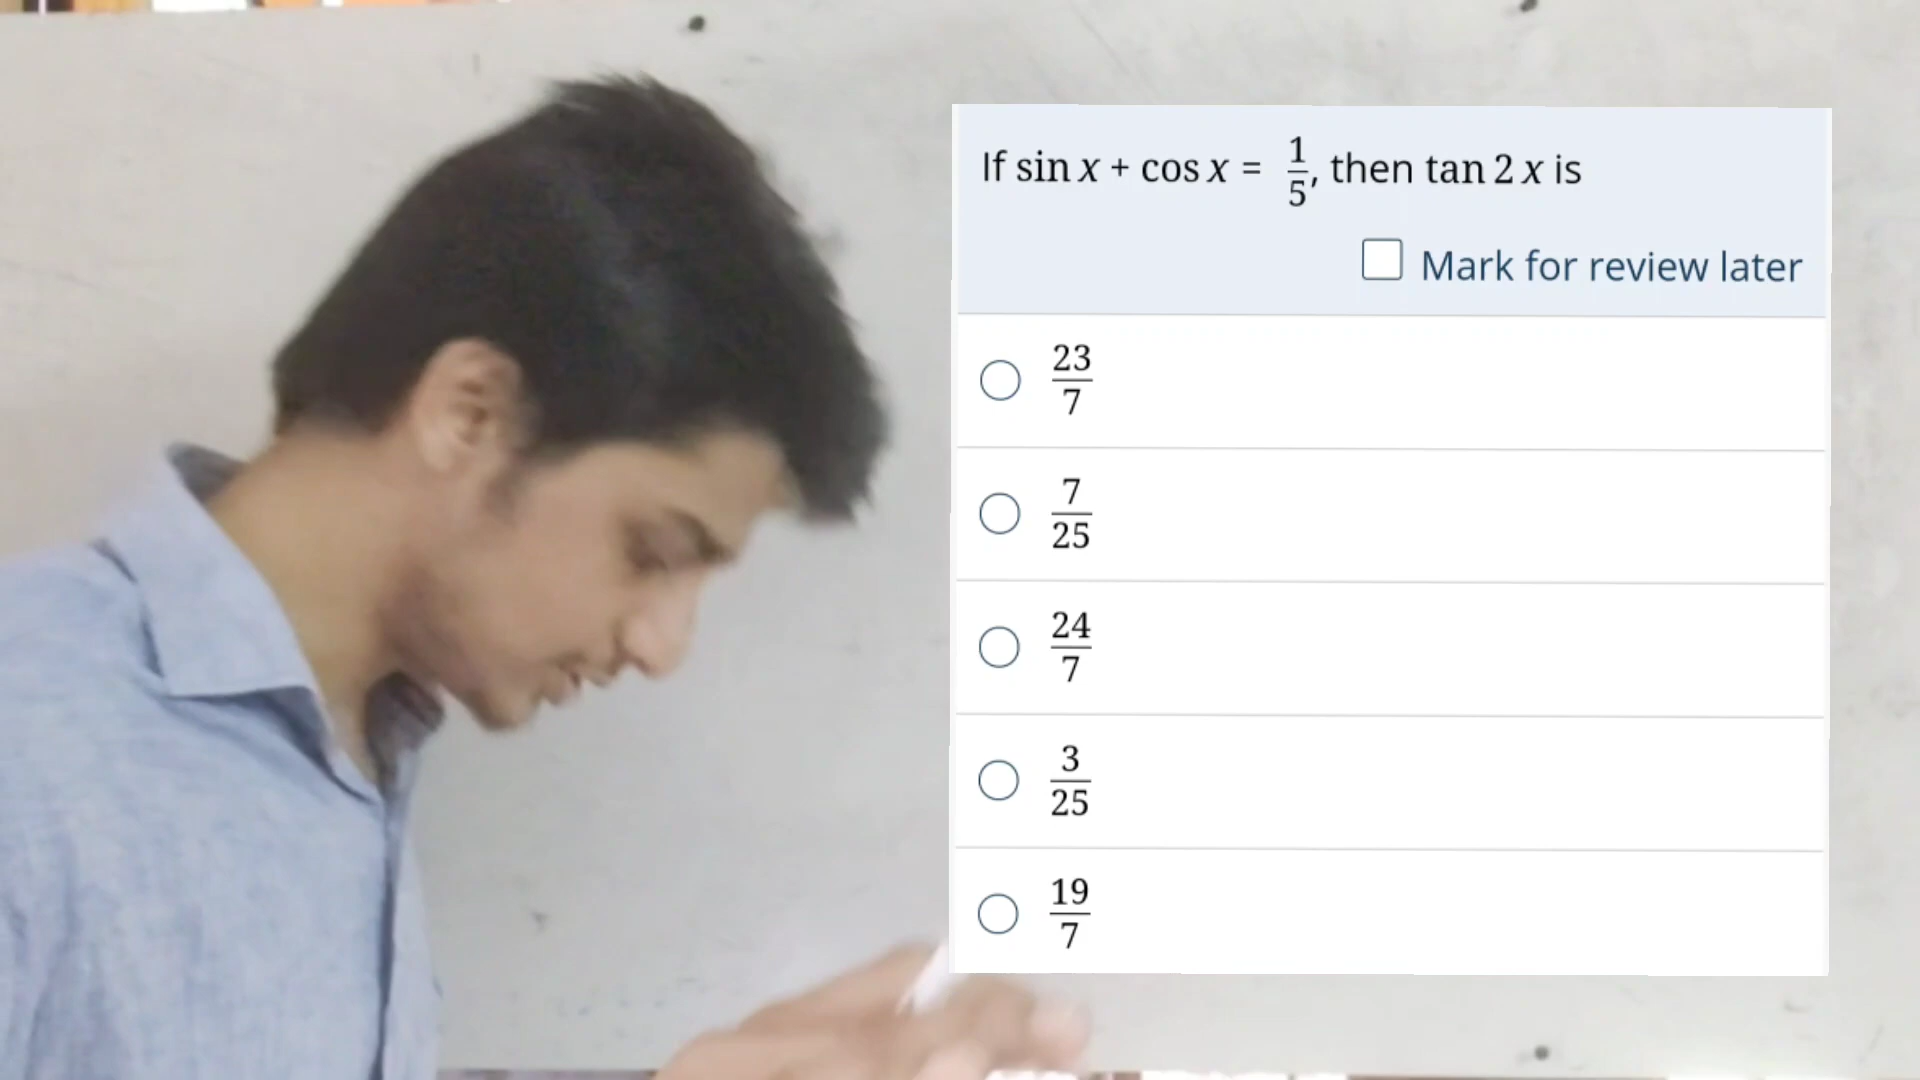 If sin x + cos x = 1/5, then tan 2 x is
Mark for review later
23/7
7/25
24/7
3/25
19/7